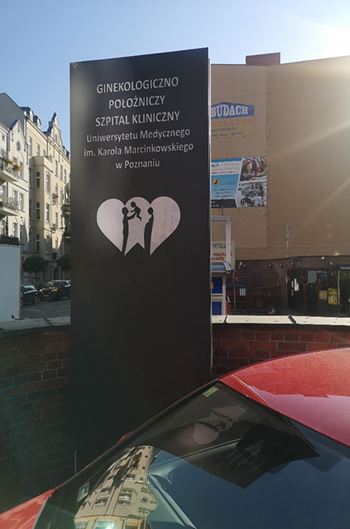 GINEKOLOGICZNO
POŁOŻNICZY
SZPITAL KLINICZNY
Uniwersytetu Medycznego
im. Karola Marcinkowskiego
w Poznaniu
BUDACH